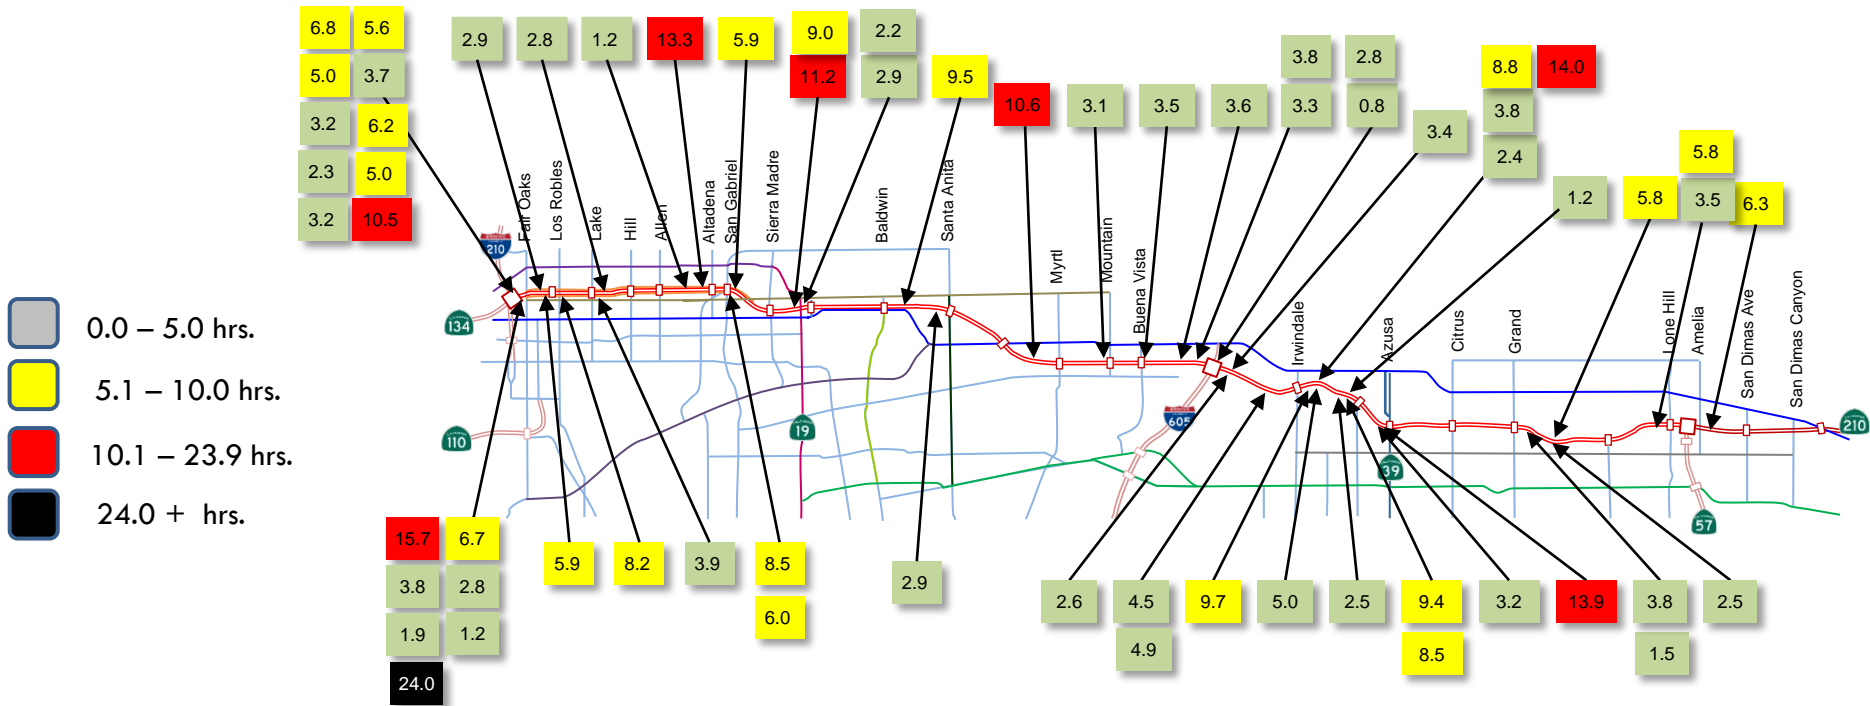 6.8 5.6
5.0 3.7
3.2 6.2
2.3 5.0
3.2 10.5
2.9
2.8
1.2
13.3
5.9
9.0
11.2
2.2
2.9
9.5
10.6
3.1
3.5
3.6
3.8 2.8
3.3 0.8
3.4
8.8 14.0
3.8
2.4
1.2
5.8
5.8
3.5
6.3
Fair Oaks
Los Robles
Lake
Hill
Allen
Altadena
San Gabriel
Sierra Madre
Baldwin
Santa Anita
Myrtl
Mountain
Buena Vista
Irwindale
Azusa
Citrus
Grand
Lone Hill
Amelia
San Dimas Ave
San Dimas Canyon
210
134
110
19
605
39
57
210
0.0 – 5.0 hrs.
5.1 – 10.0 hrs.
10.1 – 23.9 hrs.
24.0 + hrs.
15.7 6.7
3.8 2.8
1.9 1.2
24.0
5.9
8.2
3.9
8.5
6.0
2.9
2.6
4.5
4.9
9.7
5.0
2.5
9.4
8.5
3.2
13.9
3.8
1.5
2.5